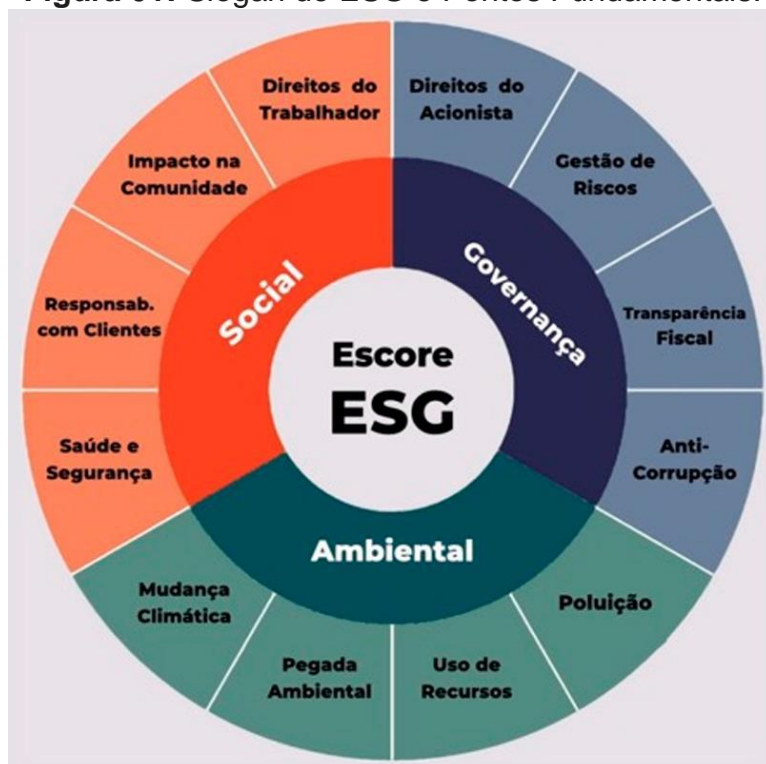 Direitos do
Trabalhador
Direitos do
Acionista
Impacto na
Comunidade
Gestão de
Riscos
Responsab.
com Clientes
Social
Governança
Transparência
Fiscal
Escore
ESG
Saúde e
Segurança
Anti-
Corrupção
Ambiental
Mudança
Climática
Poluição
Pegada
Ambiental
Uso de
Recursos